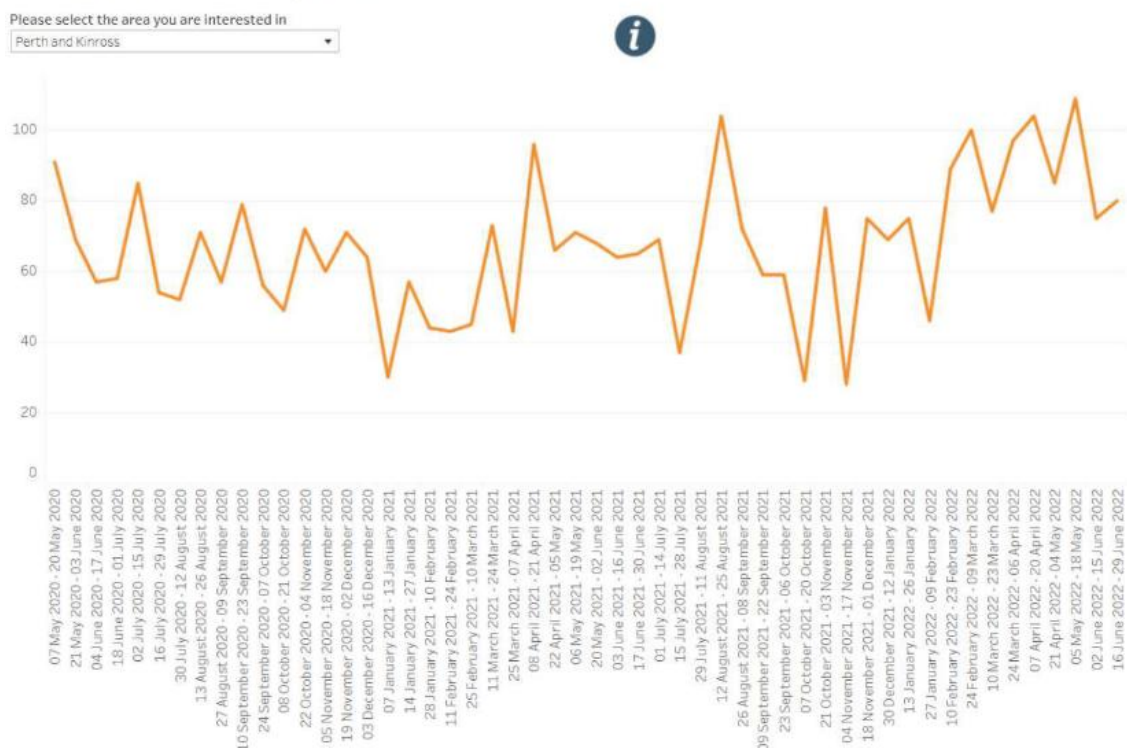 Please select the area you are interested in
Perth and Kinross
i
100
80
60
40
20
0
07 May 2020 - 20 May 2020
21 May 2020 - 03 June 2020
04 June 2020 - 17 June 2020
18 June 2020 - 01 July 2020
02 July 2020 - 15 July 2020
16 July 2020 - 29 July 2020
30 July 2020 - 12 August 2020
13 August 2020 - 26 August 2020
27 August 2020 - 09 September 2020
10 September 2020 - 23 September 2020
24 September 2020 - 07 October 2020
08 October 2020 - 21 October 2020
22 October 2020 - 04 November 2020
05 November 2020 - 18 November 2020
19 November 2020 - 02 December 2020
03 December 2020 - 16 December 2020
07 January 2021 - 13 January 2021
14 January 2021 - 27 January 2021
28 January 2021 - 10 February 2021
11 February 2021 - 24 February 2021
25 February 2021 - 10 March 2021
11 March 2021 - 24 March 2021
25 March 2021 - 07 April 2021
08 April 2021 - 21 April 2021
22 April 2021 - 05 May 2021
06 May 2021 - 19 May 2021
20 May 2021 - 02 June 2021
03 June 2021 - 16 June 2021
17 June 2021 - 30 June 2021
01 July 2021 - 14 July 2021
15 July 2021 - 28 July 2021
29 July 2021 - 11 August 2021
12 August 2021 - 25 August 2021
26 August 2021 - 08 September 2021
09 September 2021 - 22 September 2021
23 September 2021 - 06 October 2021
07 October 2021 - 20 October 2021
21 October 2021 - 03 November 2021
04 November 2021 - 17 November 2021
18 November 2021 - 01 December 2021
30 December 2021 - 12 January 2022
13 January 2022 - 26 January 2022
27 January 2022 - 09 February 2022
10 February 2022 - 23 February 2022
24 February 2022 - 09 March 2022
10 March 2022 - 23 March 2022
24 March 2022 - 06 April 2022
07 April 2022 - 20 April 2022
21 April 2022 - 04 May 2022
05 May 2022 - 18 May 2022
02 June 2022 - 15 June 2022
16 June 2022 - 29 June 2022